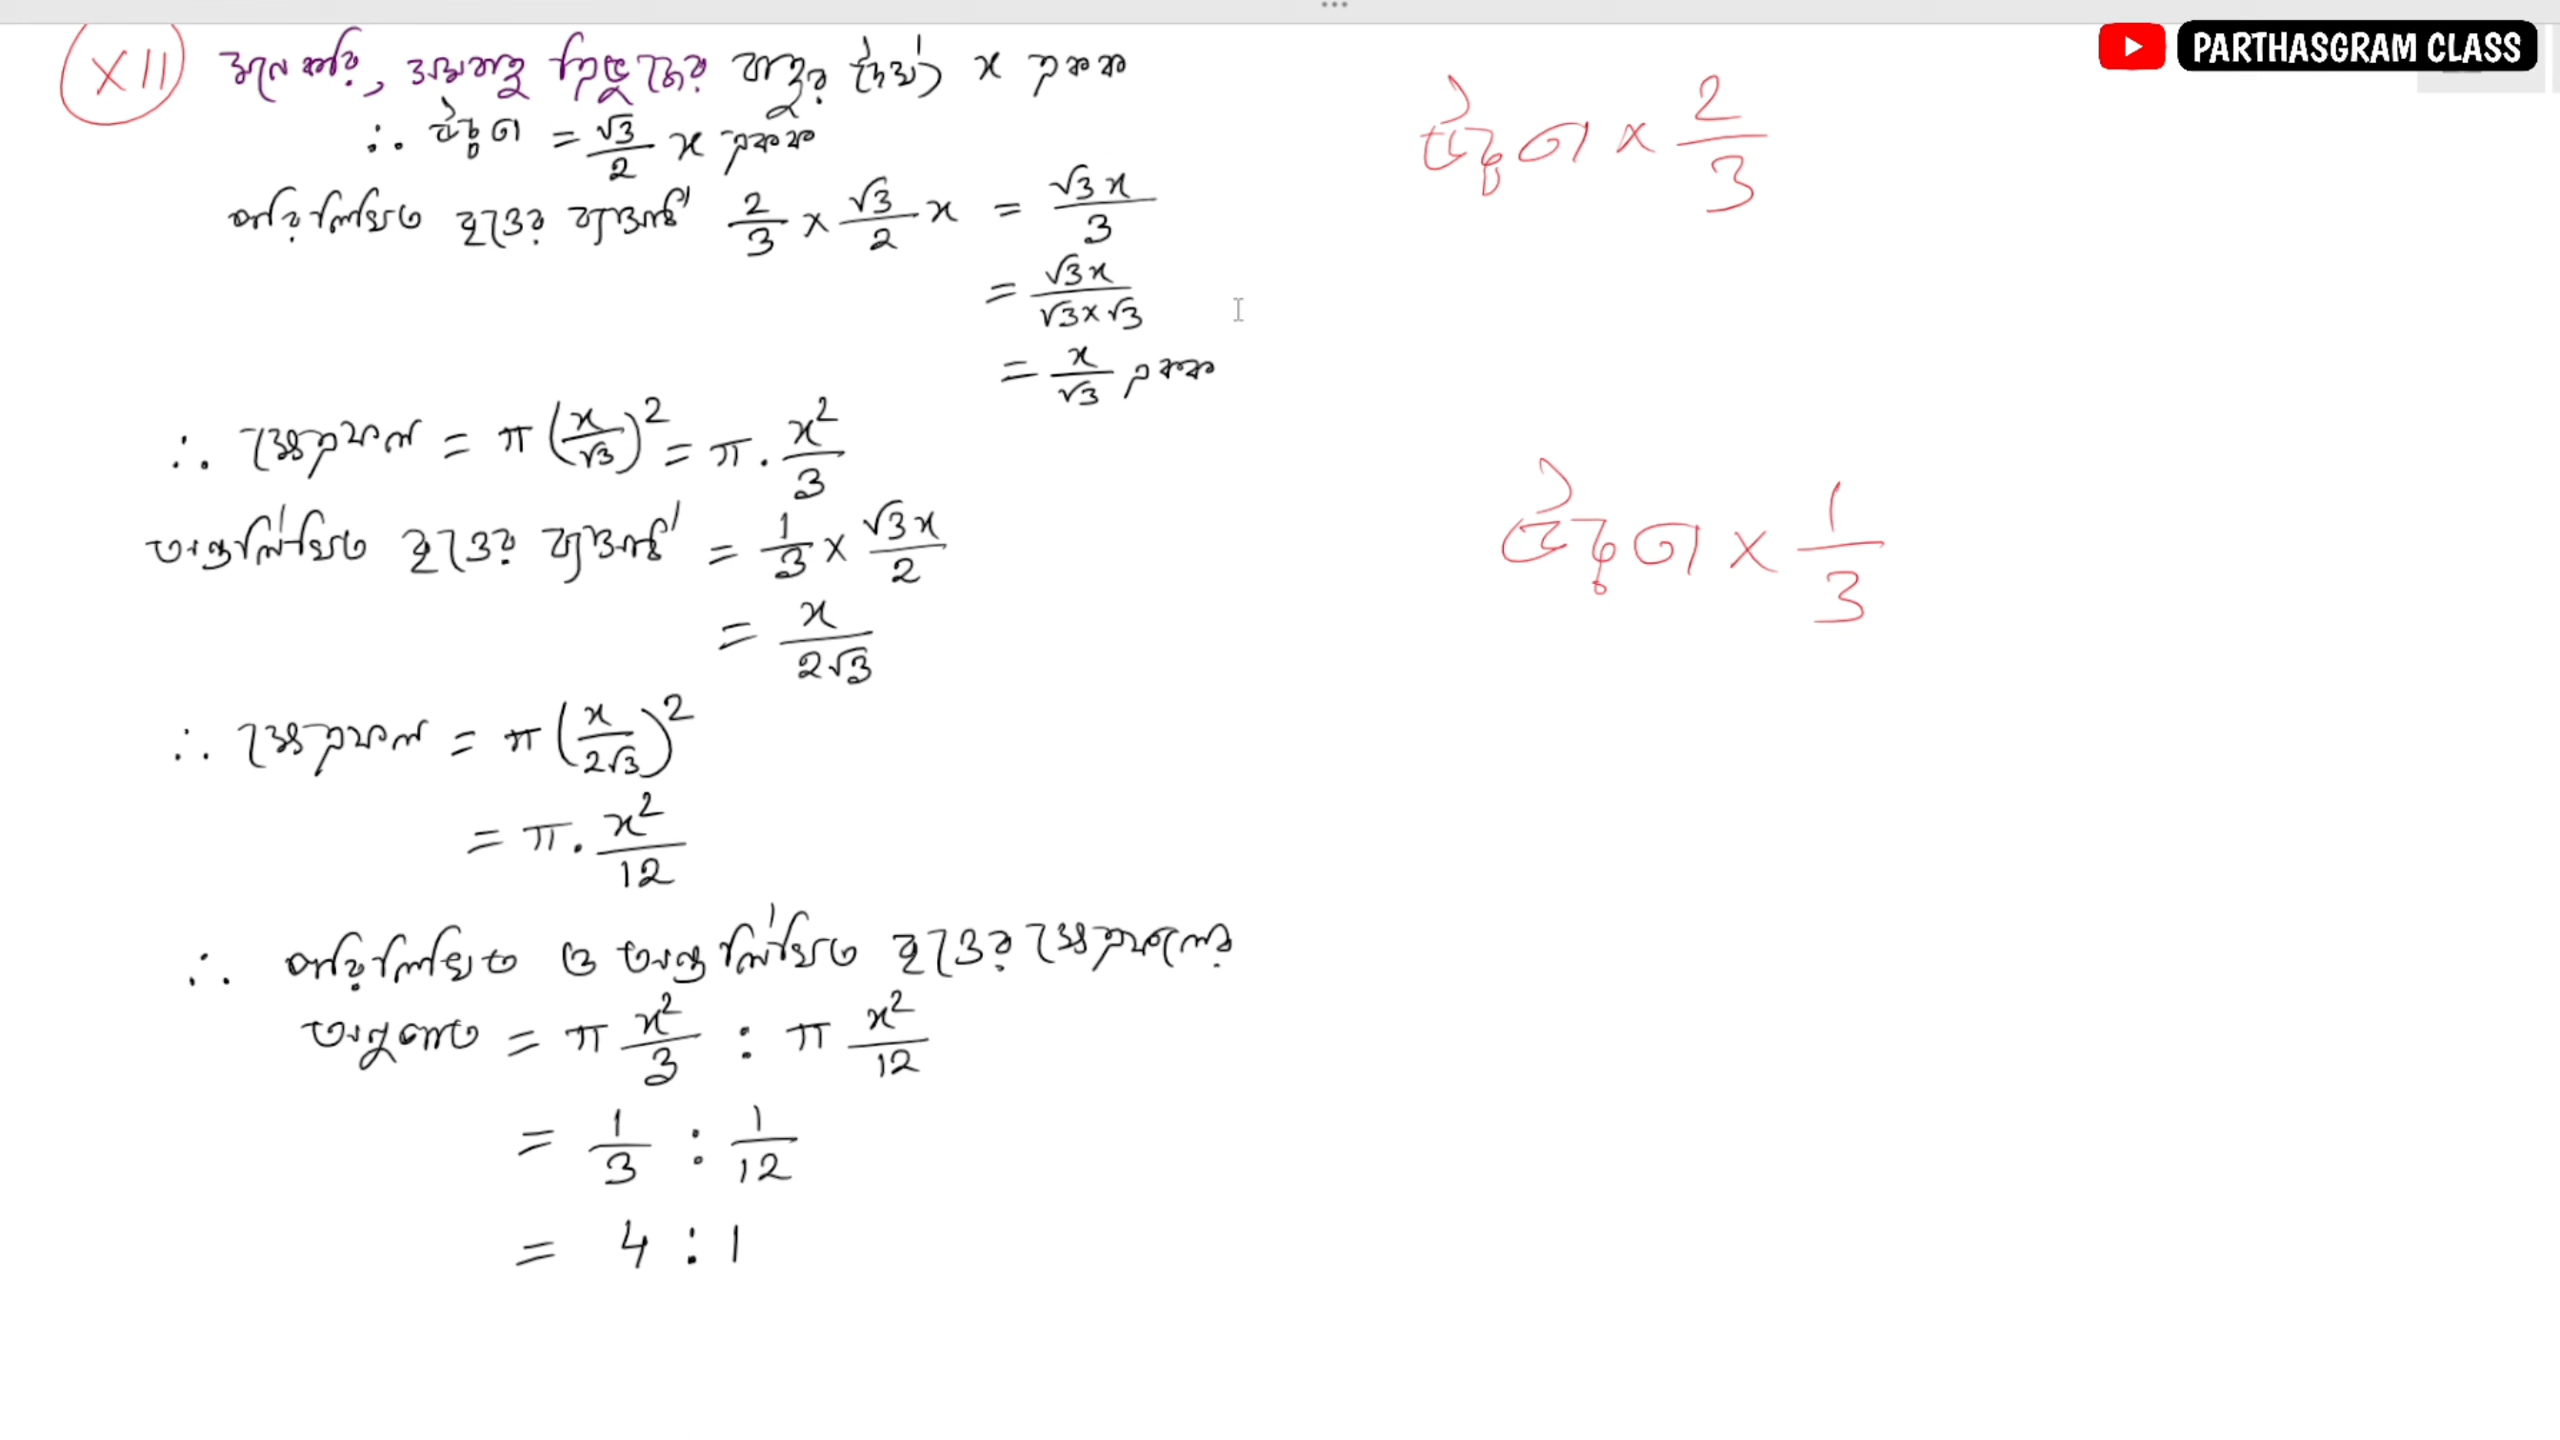 PARTHASGRAM CLASS
XII মনে করি, সমবাহু ত্রিভুজের বাহুর দৈর্ঘ্য x একক
∴ উচ্চতা = √3/2 x একক
পরিলিখিত বৃত্তের ব্যাসার্ধ 2/3 × √3/2 x = √3x/3
= √3x/(√3×√3)
= x/√3 একক
∴ ক্ষেত্রফল = π(x/√3)² = π · x²/3
অন্তর্লিখিত বৃত্তের ব্যাসার্ধ = 1/3 × √3x/2
= x/2√3
∴ ক্ষেত্রফল = π(x/2√3)²
= π · x²/12
∴ পরিলিখিত ও অন্তর্লিখিত বৃত্তের ক্ষেত্রফলের
অনুপাত = π x²/3 : π x²/12
= 1/3 : 1/12
= 4 : 1
উচ্চতা × 2/3
উচ্চতা × 1/3